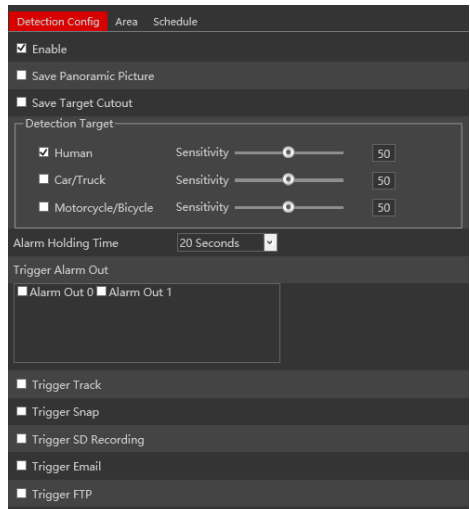 Detection Config Area Schedule
Enable
Save Panoramic Picture
Save Target Cutout
Detection Target
Human Sensitivity 50
Car/Truck Sensitivity 50
Motorcycle/Bicycle Sensitivity 50
Alarm Holding Time 20 Seconds
Trigger Alarm Out
Alarm Out 0 Alarm Out 1
Trigger Track
Trigger Snap
Trigger SD Recording
Trigger Email
Trigger FTP